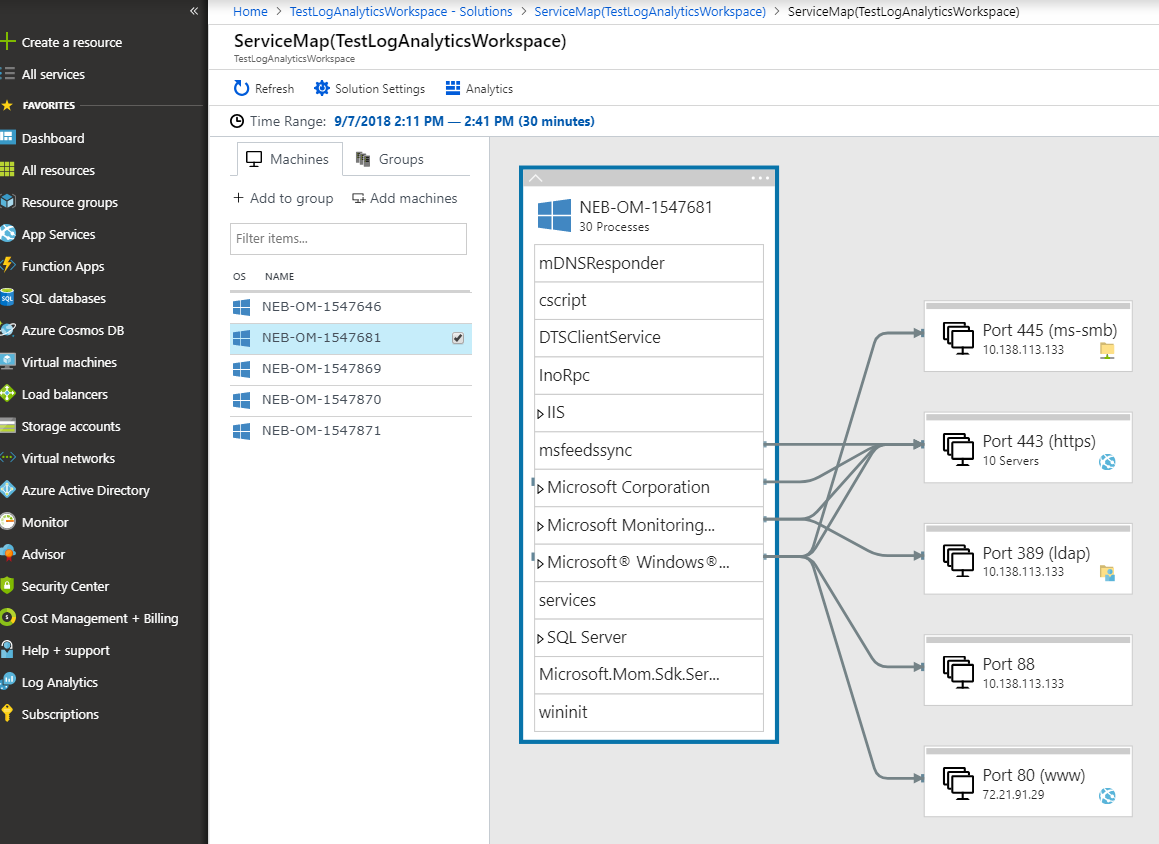 Home > TestLogAnalyticsWorkspace - Solutions > ServiceMap(TestLogAnalyticsWorkspace) > ServiceMap(TestLogAnalyticsWorkspace)
ServiceMap(TestLogAnalyticsWorkspace)
TestLogAnalyticsWorkspace
Refresh Solution Settings Analytics
Time Range: 9/7/2018 2:11 PM — 2:41 PM (30 minutes)
«
Create a resource
All services
FAVORITES
Dashboard
All resources
Resource groups
App Services
Function Apps
SQL databases
Azure Cosmos DB
Virtual machines
Load balancers
Storage accounts
Virtual networks
Azure Active Directory
Monitor
Advisor
Security Center
Cost Management + Billing
Help + support
Log Analytics
Subscriptions
Machines Groups
+ Add to group Add machines
Filter items...
OS NAME
NEB-OM-1547646
NEB-OM-1547681
NEB-OM-1547869
NEB-OM-1547870
NEB-OM-1547871
NEB-OM-1547681
30 Processes
mDNSResponder
cscript
DTSClientService
InoRpc
IIS
msfeedssync
Microsoft Corporation
Microsoft Monitoring...
Microsoft® Windows®...
services
SQL Server
Microsoft.Mom.Sdk.Ser...
wininit
Port 445 (ms-smb)
10.138.113.133
Port 443 (https)
10 Servers
Port 389 (ldap)
10.138.113.133
Port 88
10.138.113.133
Port 80 (www)
72.21.91.29